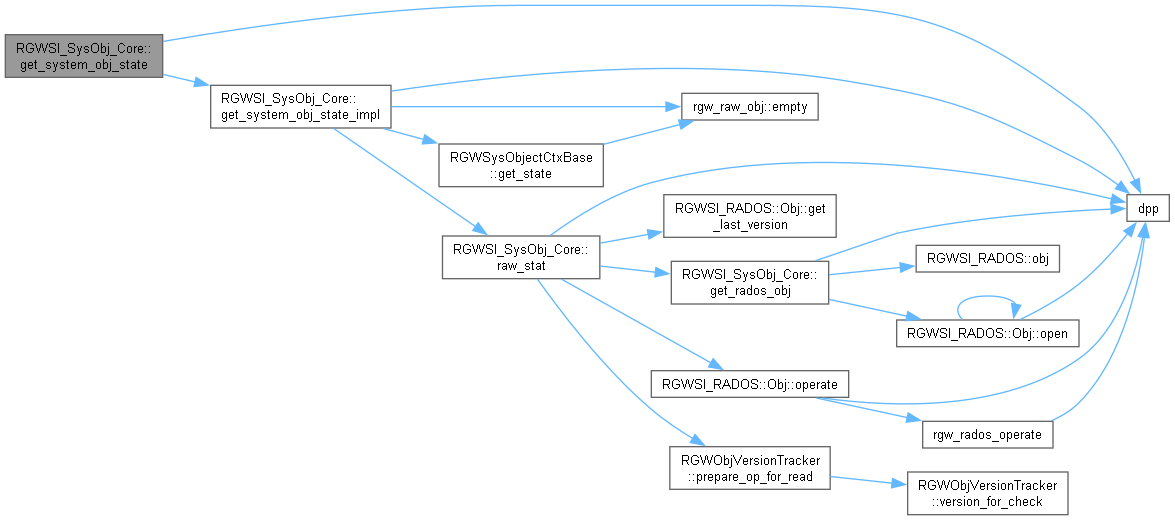 RGWSI_SysObj_Core::
get_system_obj_state
RGWSI_SysObj_Core::
get_system_obj_state_impl
rgw_raw_obj::empty
RGWSysObjectCtxBase
::get_state
RGWSI_RADOS::Obj::get
_last_version
dpp
RGWSI_SysObj_Core::
raw_stat
RGWSI_SysObj_Core::
get_rados_obj
RGWSI_RADOS::obj
RGWSI_RADOS::Obj::open
RGWSI_RADOS::Obj::operate
rgw_rados_operate
RGWObjVersionTracker
::prepare_op_for_read
RGWObjVersionTracker
::version_for_check